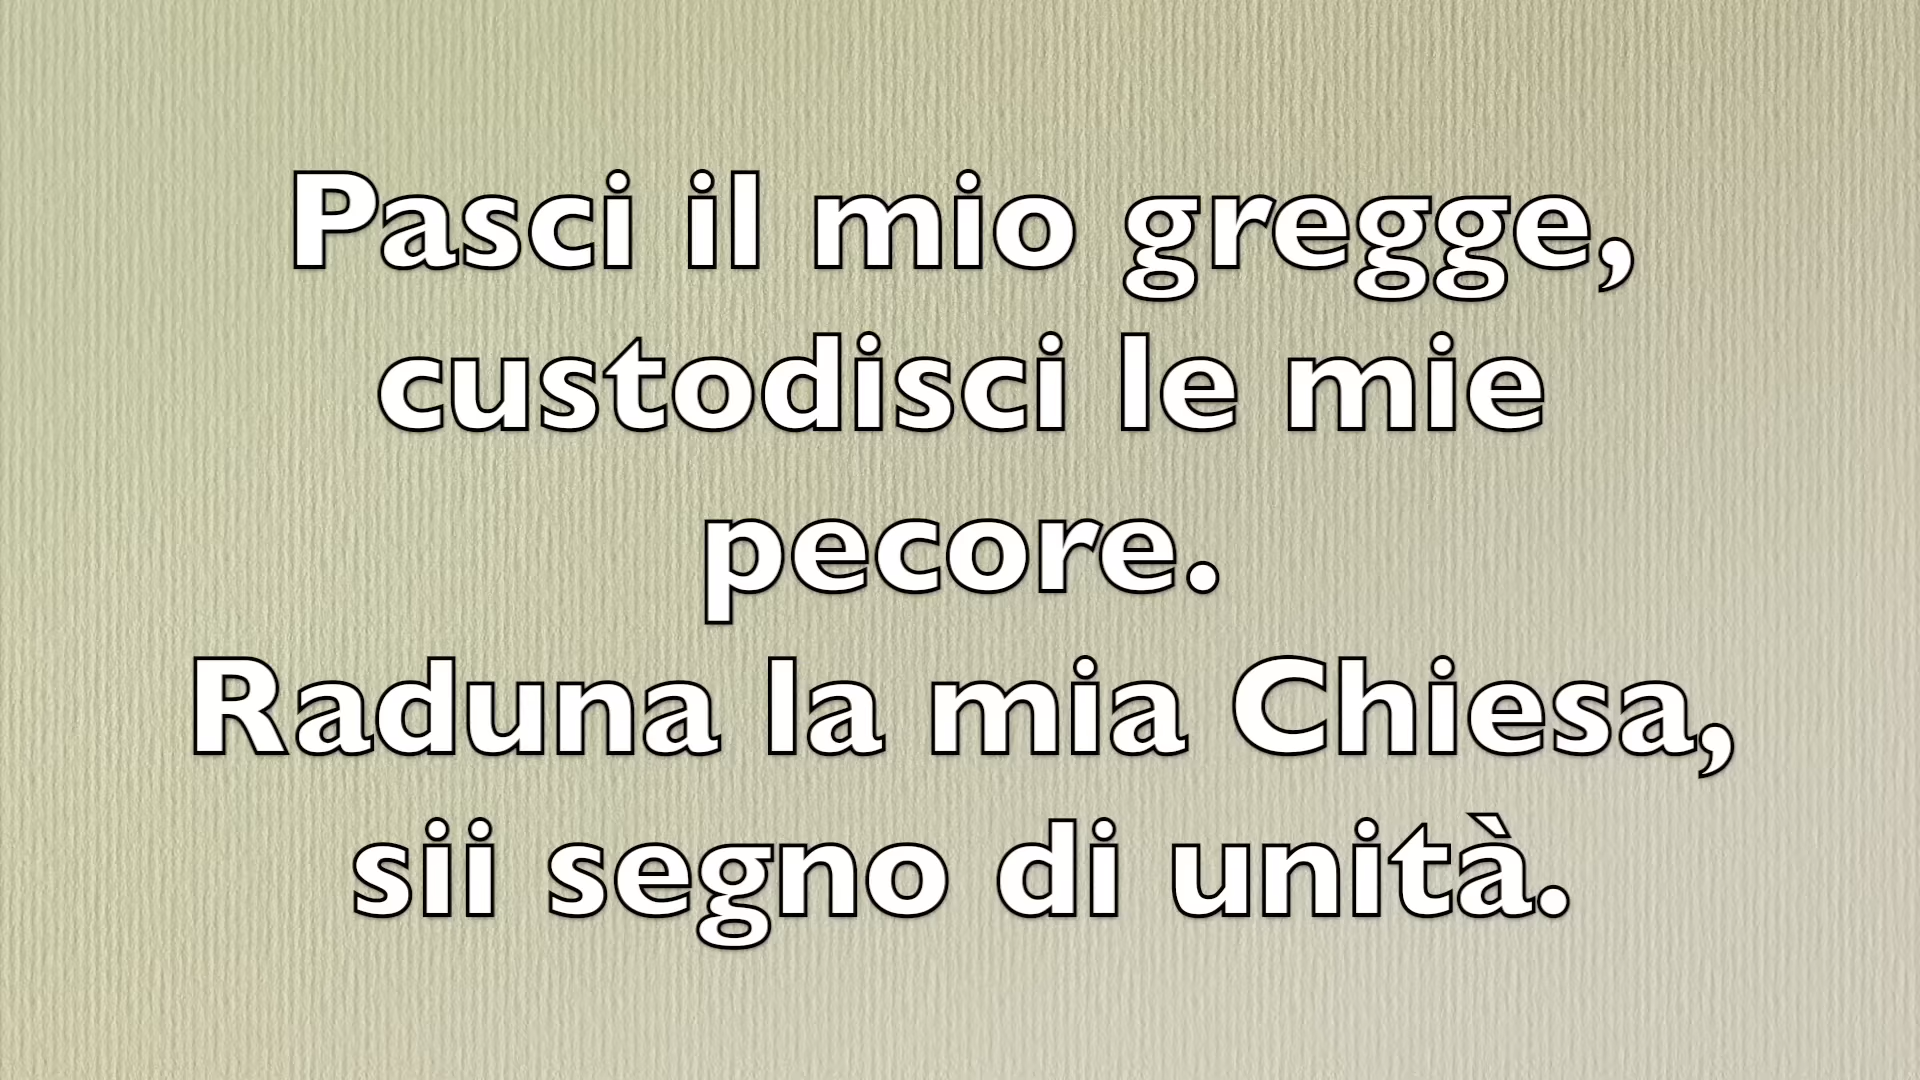 Pasci il mio gregge,
custodisci le mie
pecore.
Raduna la mia Chiesa,
sii segno di unità.